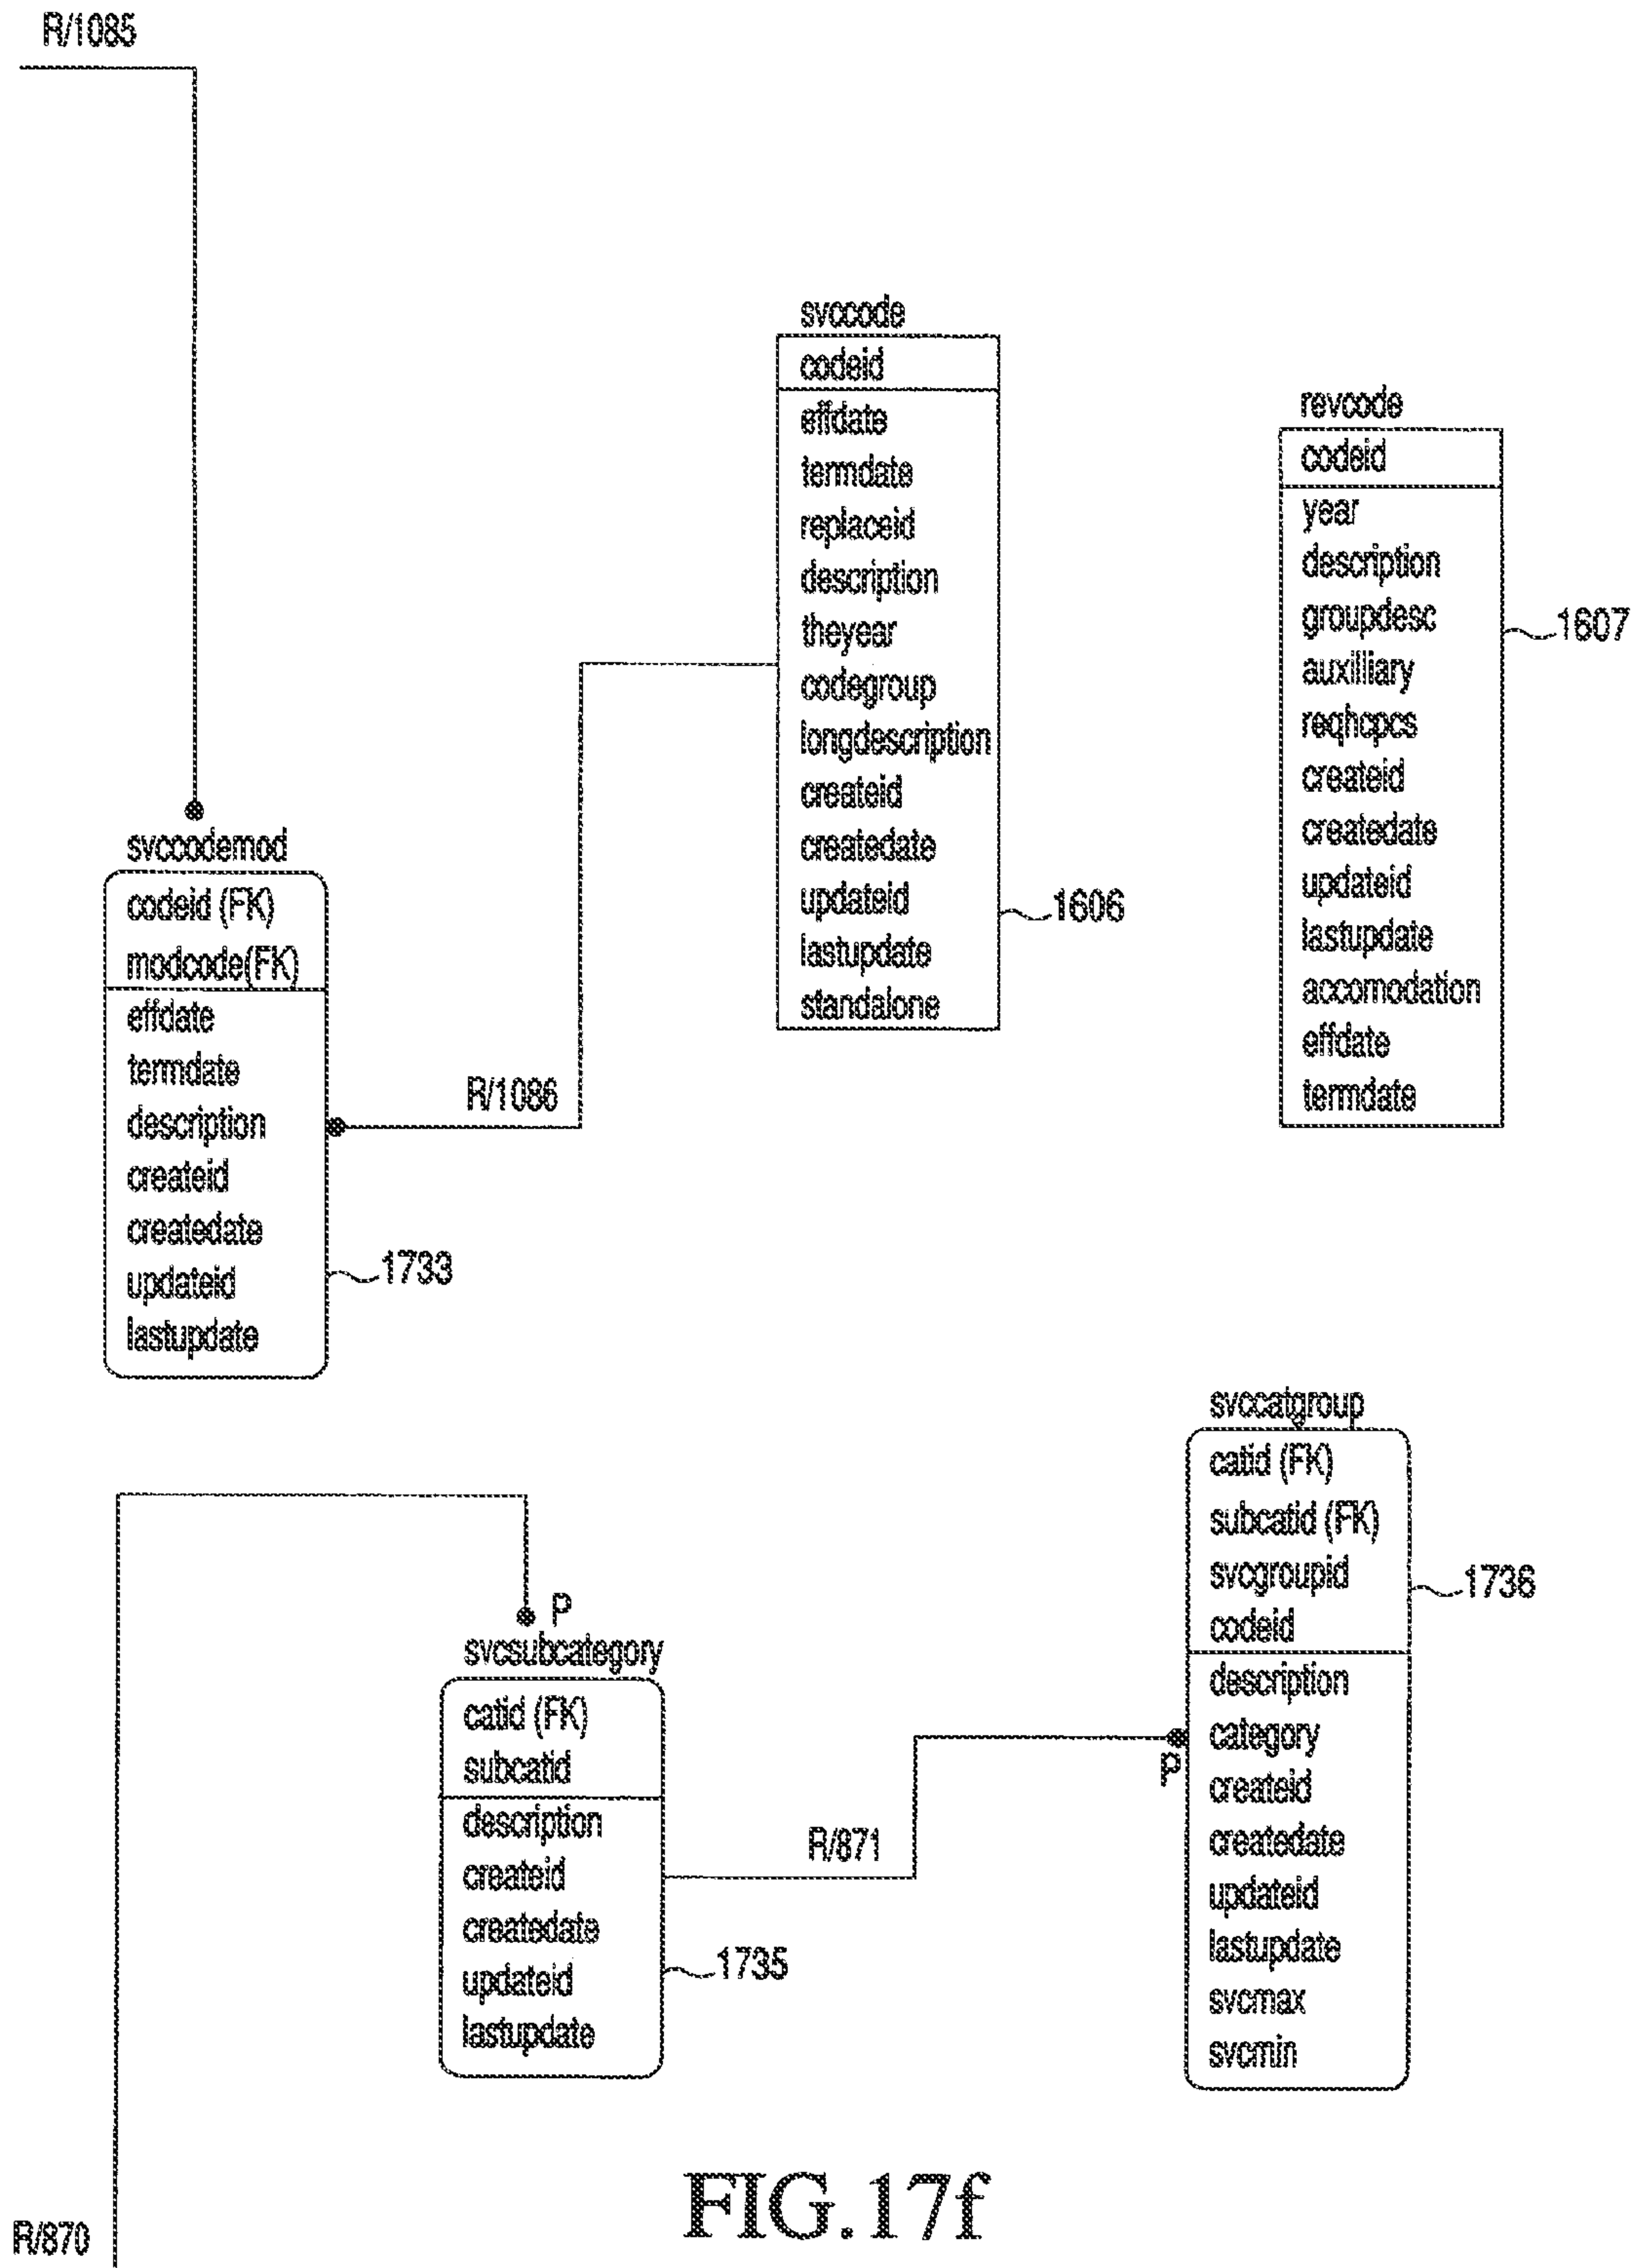 R/1085
svccode
codeid
effdate
termdate
replaceid
description
theyear
codegroup
longdescription
createid
createdate
updateid
lastupdate
standalone
1606
revcode
codeid
year
description
groupdesc
auxilliary
reqhcpcs
createid
createdate
updateid
lastupdate
accomodation
effdate
termdate
1607
svccodemod
codeid (FK)
modcode(FK)
effdate
termdate
description
createid
createdate
updateid
lastupdate
1733
R/1086
svccatgroup
catid (FK)
subcatid (FK)
svcgroupid
codeid
description
category
createid
createdate
updateid
lastupdate
svcmax
svcmin
1736
P
svcsubcategory
catid (FK)
subcatid
description
createid
createdate
updateid
lastupdate
1735
R/871
P
R/870
FIG.17f